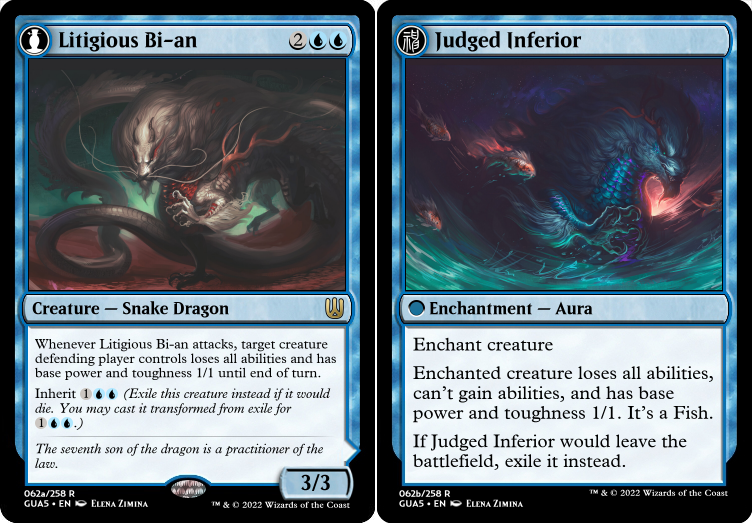 Litigious Bi-an 2
Whenever Litigious Bi-an attacks, target creature
Creature — Snake Dragon
defending player controls loses all abilities and has
base power and toughness 1/1 until end of turn.
Inherit 1 (Exile this creature instead if it would
die. You may cast it transformed from exile for
1 .)
The seventh son of the dragon is a practitioner of the
law.
3/3
062a/258 R
GUA5 • EN Elena Zimina
™ & © 2022 Wizards of the Coast
Judged Inferior
Enchantment — Aura
Enchant creature
Enchanted creature loses all abilities,
can't gain abilities, and has base
power and toughness 1/1. It's a Fish.
If Judged Inferior would leave the
battlefield, exile it instead.
062b/258 R
GUA5 • EN Elena Zimina
™ & © 2022 Wizards of the Coast